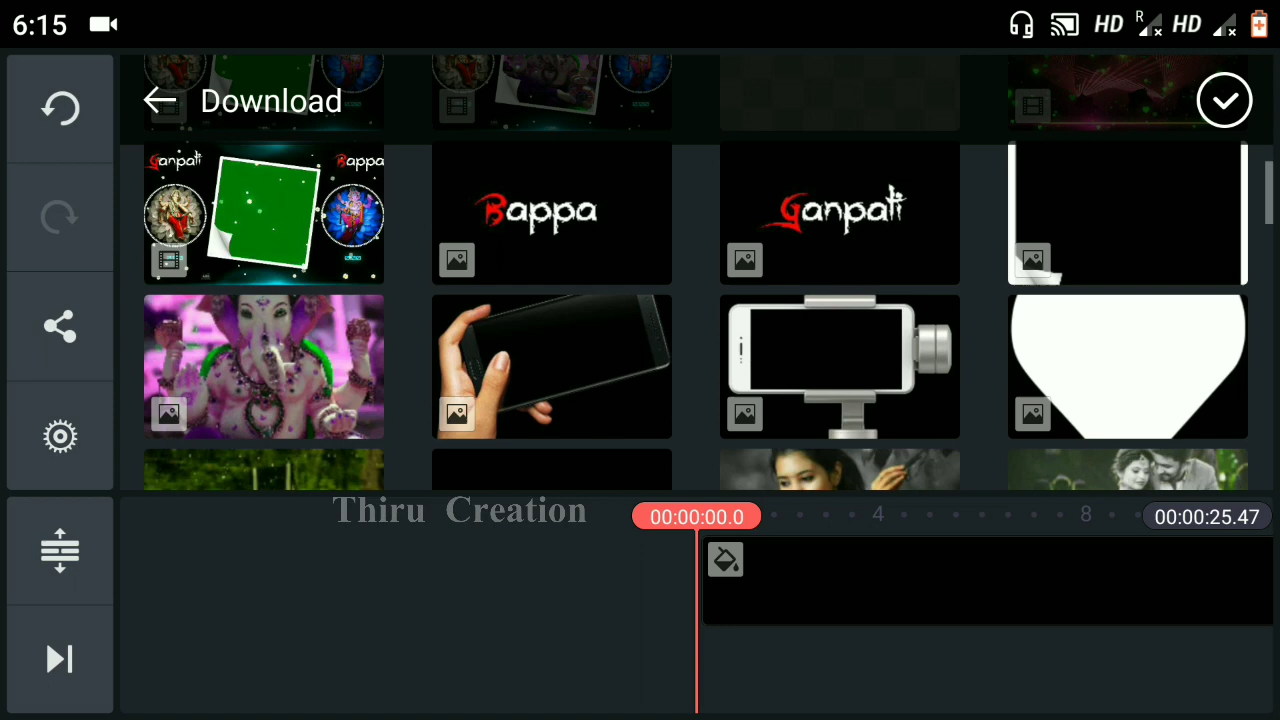 6:15
HD R HD
Download
Ganpati Bappa
Bappa
Ganpati
Thiru Creation
00:00:00.0
4
8
00:00:25.47